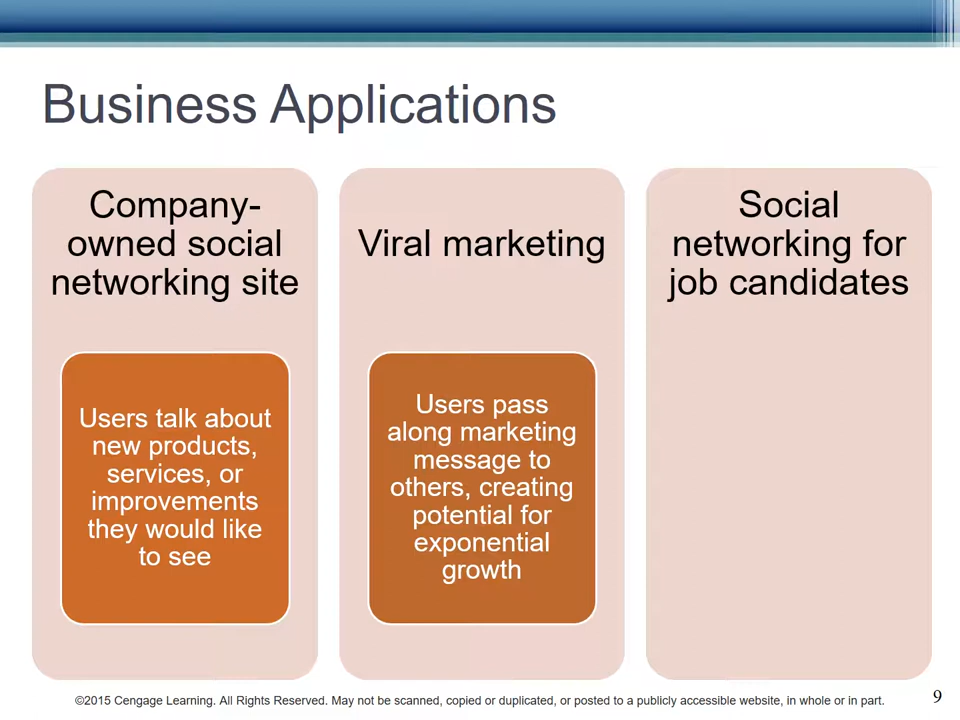 Business Applications
Company-
owned social
networking site
Users talk about
new products,
services, or
improvements
they would like
to see
Viral marketing
Users pass
along marketing
message to
others, creating
potential for
exponential
growth
Social
networking for
job candidates
©2015 Cengage Learning. All Rights Reserved. May not be scanned, copied or duplicated, or posted to a publicly accessible website, in whole or in part.
9